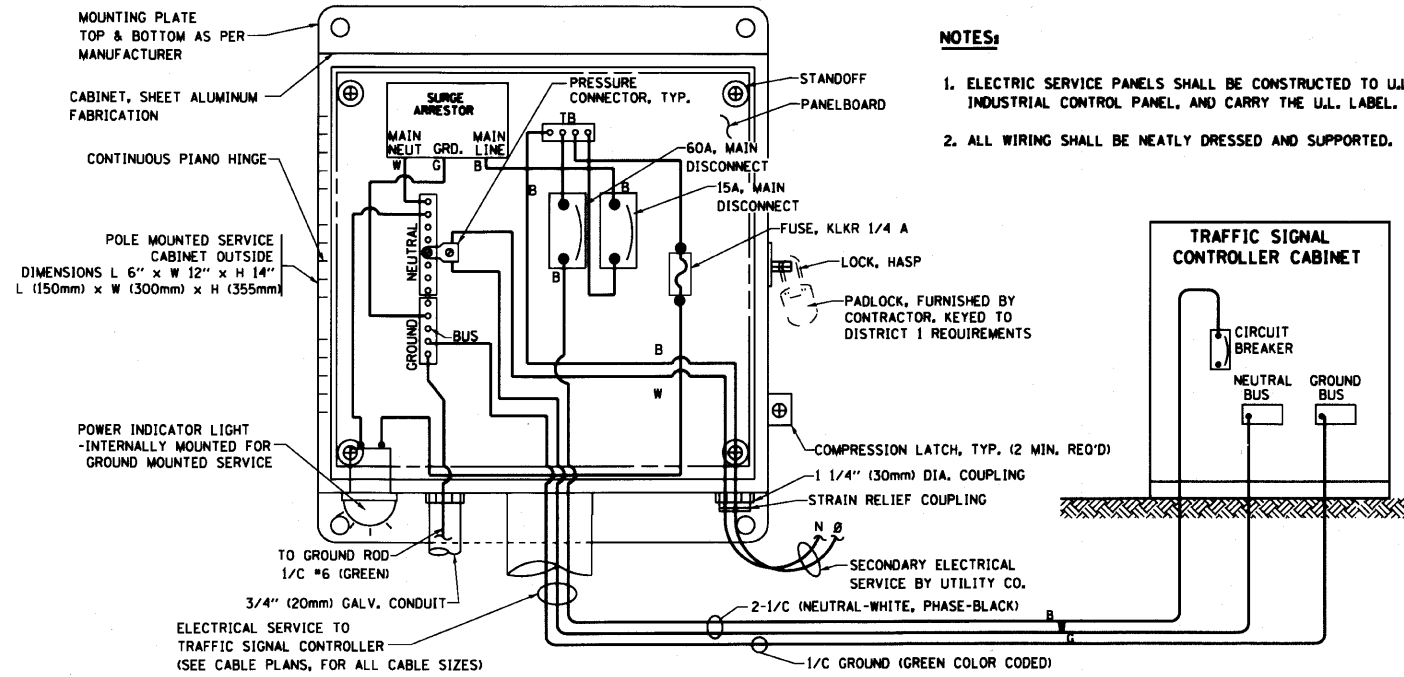 MOUNTING PLATE
TOP & BOTTOM AS PER
MANUFACTURER
CABINET, SHEET ALUMINUM
FABRICATION
CONTINUOUS PIANO HINGE
POLE MOUNTED SERVICE
CABINET OUTSIDE
DIMENSIONS L 6" x W 12" x H 14"
L (150mm) x W (300mm) x H (355mm)
POWER INDICATOR LIGHT
-INTERNALLY MOUNTED FOR
GROUND MOUNTED SERVICE
TO GROUND ROD
1/C #6 (GREEN)
3/4" (20mm) GALV. CONDUIT
ELECTRICAL SERVICE TO
TRAFFIC SIGNAL CONTROLLER
(SEE CABLE PLANS, FOR ALL CABLE SIZES)
SURGE
ARRESTOR
MAIN
NEUT
GRD.
MAIN
LINE
W
G
B
PRESSURE
CONNECTOR, TYP.
TB
B
B
B
NEUTRAL
GROUND
BUS
B
W
STANDOFF
PANELBOARD
60A, MAIN
DISCONNECT
15A, MAIN
DISCONNECT
FUSE, KLKR 1/4 A
LOCK, HASP
PADLOCK, FURNISHED BY
CONTRACTOR. KEYED TO
DISTRICT 1 REQUIREMENTS
COMPRESSION LATCH, TYP. (2 MIN. REQ'D)
1 1/4" (30mm) DIA. COUPLING
STRAIN RELIEF COUPLING
N Ø
SECONDARY ELECTRICAL
SERVICE BY UTILITY CO.
2-1/C (NEUTRAL-WHITE, PHASE-BLACK)
B
W
G
1/C GROUND (GREEN COLOR CODED)
NOTES:
1. ELECTRIC SERVICE PANELS SHALL BE CONSTRUCTED TO U.L
INDUSTRIAL CONTROL PANEL, AND CARRY THE U.L. LABEL.
2. ALL WIRING SHALL BE NEATLY DRESSED AND SUPPORTED.
TRAFFIC SIGNAL
CONTROLLER CABINET
CIRCUIT
BREAKER
NEUTRAL
BUS
GROUND
BUS